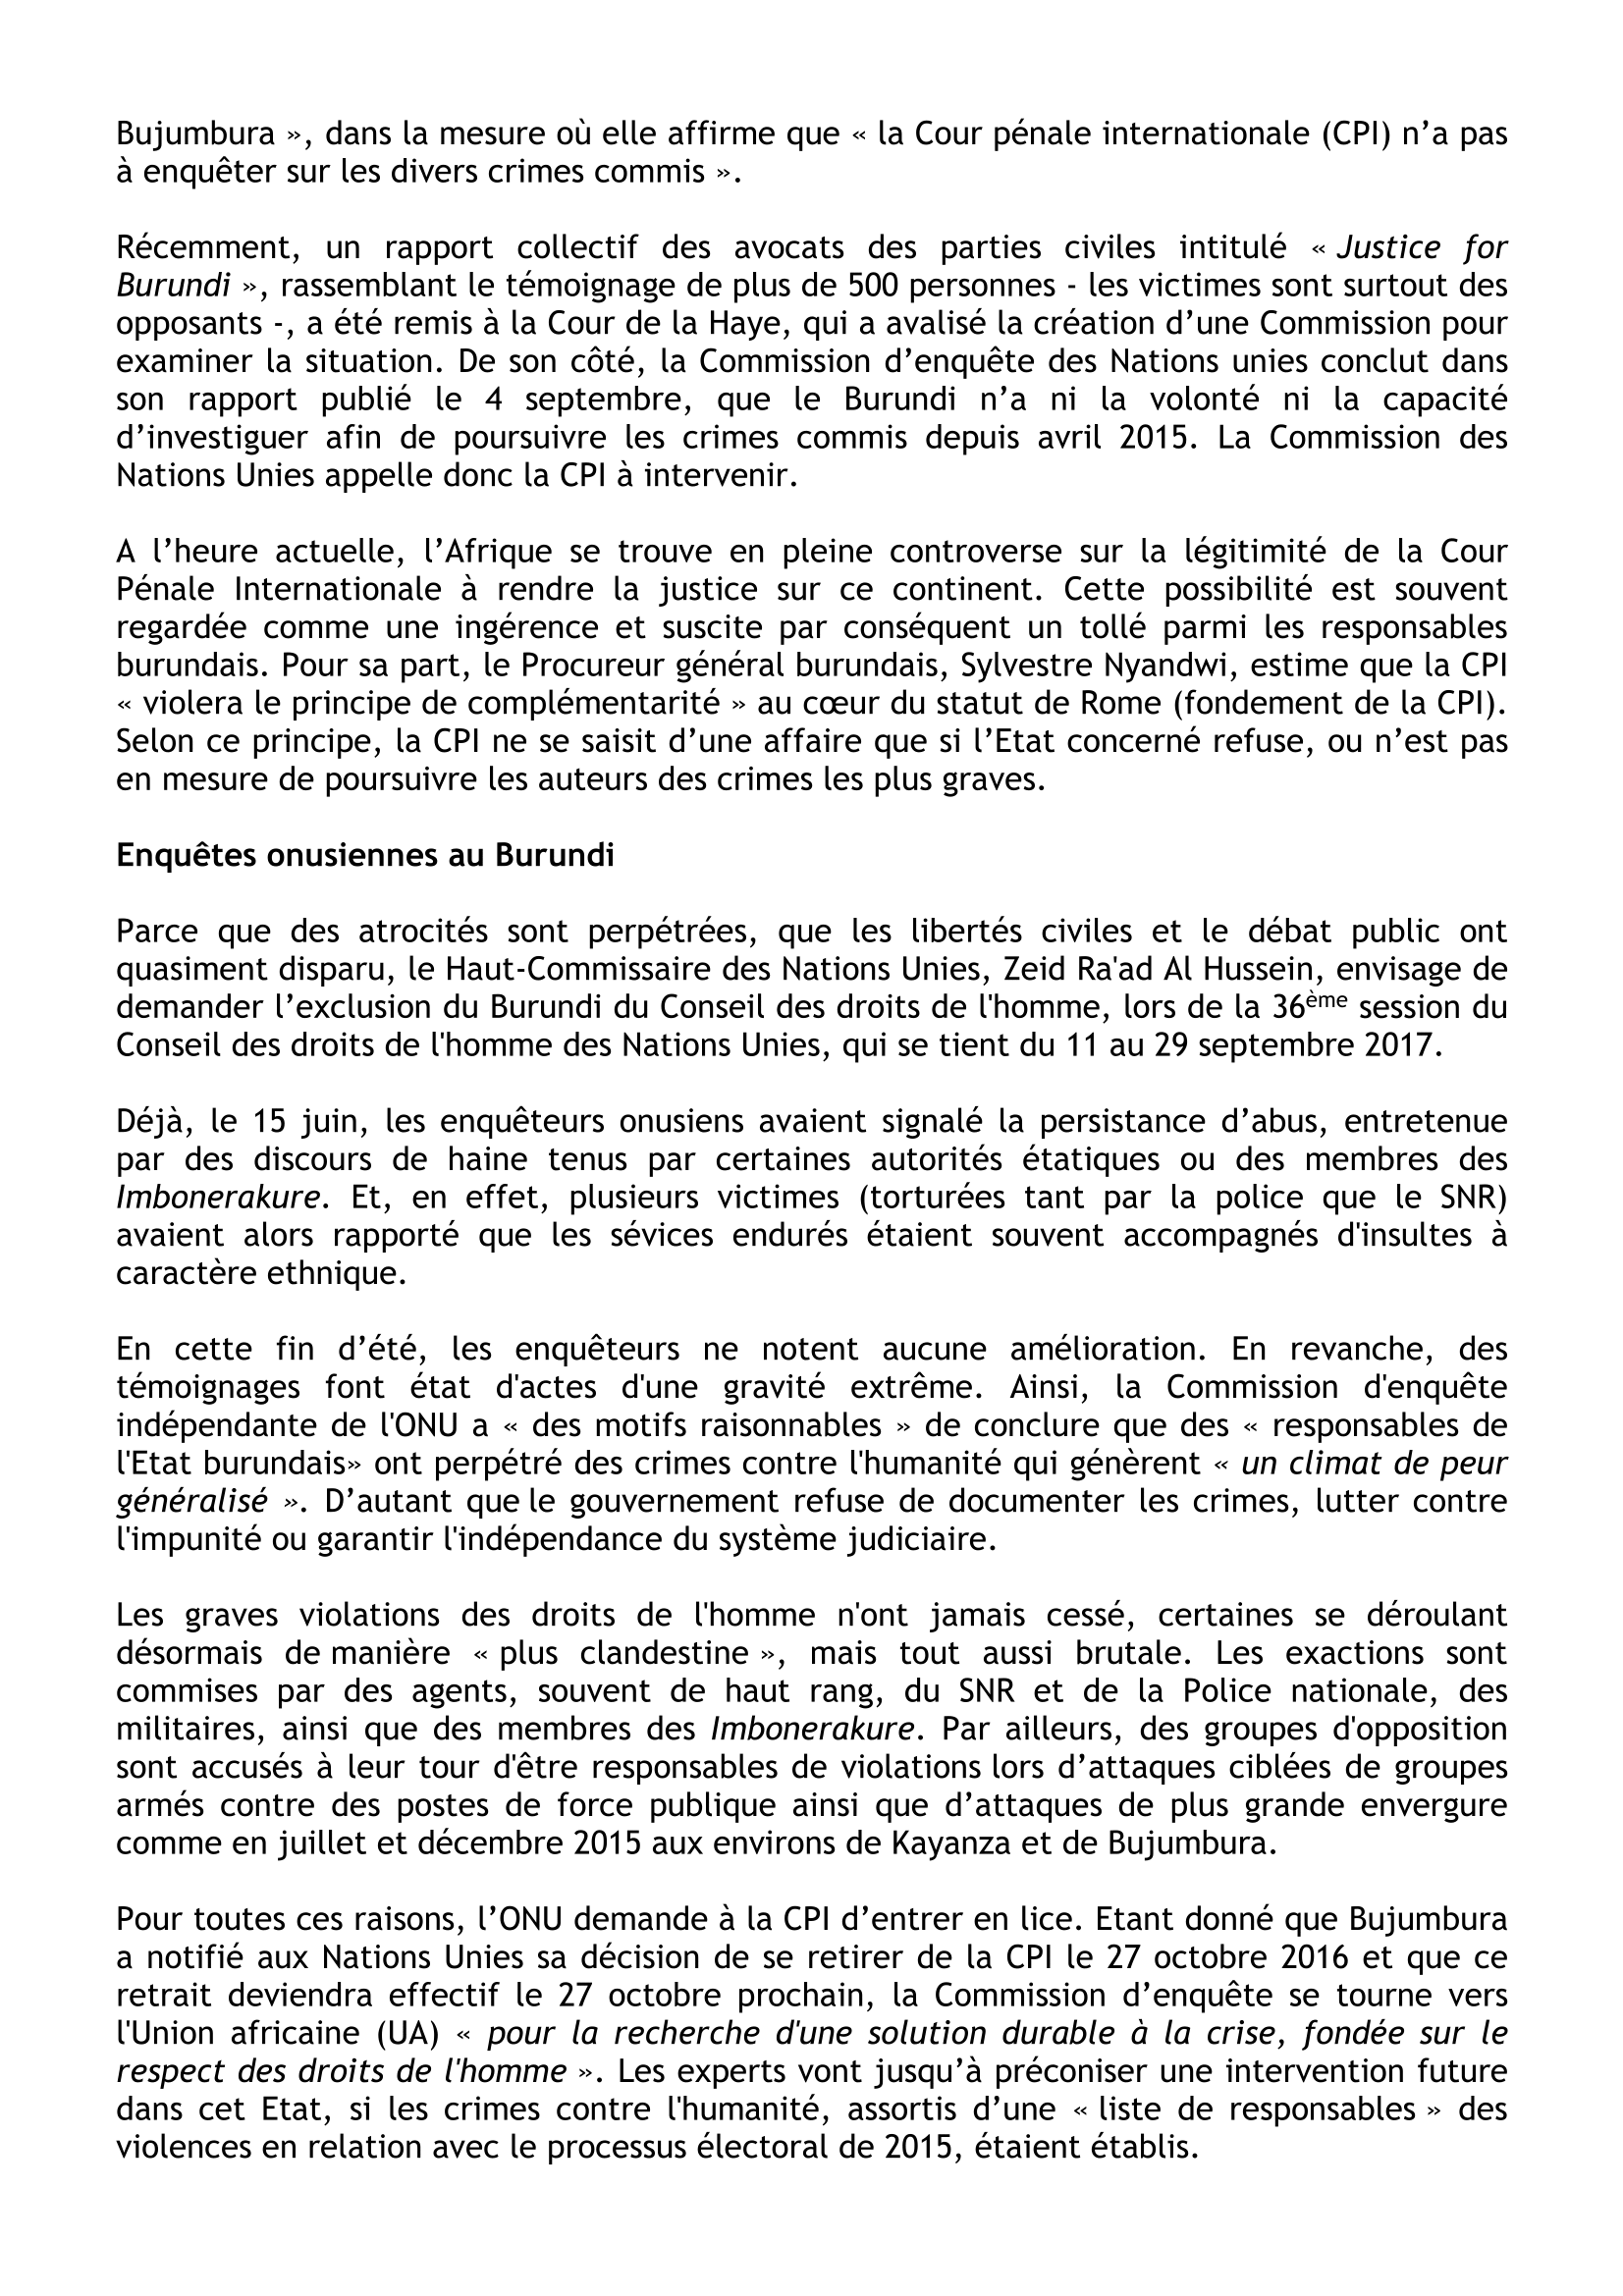 Bujumbura », dans la mesure où elle affirme que « la Cour pénale internationale (CPI) n’a pas
à enquêter sur les divers crimes commis ».
Récemment, un rapport collectif des avocats des parties civiles intitulé « Justice for
Burundi », rassemblant le témoignage de plus de 500 personnes - les victimes sont surtout des
opposants -, a été remis à la Cour de la Haye, qui a avalisé la création d’une Commission pour
examiner la situation. De son côté, la Commission d’enquête des Nations unies conclut dans
son rapport publié le 4 septembre, que le Burundi n’a ni la volonté ni la capacité
d’investiguer afin de poursuivre les crimes commis depuis avril 2015. La Commission des
Nations Unies appelle donc la CPI à intervenir.
A l’heure actuelle, l’Afrique se trouve en pleine controverse sur la légitimité de la Cour
Pénale Internationale à rendre la justice sur ce continent. Cette possibilité est souvent
regardée comme une ingérence et suscite par conséquent un tollé parmi les responsables
burundais. Pour sa part, le Procureur général burundais, Sylvestre Nyandwi, estime que la CPI
« violera le principe de complémentarité » au cœur du statut de Rome (fondement de la CPI).
Selon ce principe, la CPI ne se saisit d’une affaire que si l’Etat concerné refuse, ou n’est pas
en mesure de poursuivre les auteurs des crimes les plus graves.
Enquêtes onusiennes au Burundi
Parce que des atrocités sont perpétrées, que les libertés civiles et le débat public ont
quasiment disparu, le Haut-Commissaire des Nations Unies, Zeid Ra'ad Al Hussein, envisage de
demander l’exclusion du Burundi du Conseil des droits de l'homme, lors de la 36ème session du
Conseil des droits de l'homme des Nations Unies, qui se tient du 11 au 29 septembre 2017.
Déjà, le 15 juin, les enquêteurs onusiens avaient signalé la persistance d’abus, entretenue
par des discours de haine tenus par certaines autorités étatiques ou des membres des
Imbonerakure. Et, en effet, plusieurs victimes (torturées tant par la police que le SNR)
avaient alors rapporté que les sévices endurés étaient souvent accompagnés d'insultes à
caractère ethnique.
En cette fin d’été, les enquêteurs ne notent aucune amélioration. En revanche, des
témoignages font état d'actes d'une gravité extrême. Ainsi, la Commission d'enquête
indépendante de l'ONU a « des motifs raisonnables » de conclure que des « responsables de
l'Etat burundais» ont perpétré des crimes contre l'humanité qui génèrent « un climat de peur
généralisé ». D’autant que le gouvernement refuse de documenter les crimes, lutter contre
l'impunité ou garantir l'indépendance du système judiciaire.
Les graves violations des droits de l'homme n'ont jamais cessé, certaines se déroulant
désormais de manière « plus clandestine », mais tout aussi brutale. Les exactions sont
commises par des agents, souvent de haut rang, du SNR et de la Police nationale, des
militaires, ainsi que des membres des Imbonerakure. Par ailleurs, des groupes d'opposition
sont accusés à leur tour d'être responsables de violations lors d’attaques ciblées de groupes
armés contre des postes de force publique ainsi que d’attaques de plus grande envergure
comme en juillet et décembre 2015 aux environs de Kayanza et de Bujumbura.
Pour toutes ces raisons, l’ONU demande à la CPI d’entrer en lice. Etant donné que Bujumbura
a notifié aux Nations Unies sa décision de se retirer de la CPI le 27 octobre 2016 et que ce
retrait deviendra effectif le 27 octobre prochain, la Commission d’enquête se tourne vers
l'Union africaine (UA) « pour la recherche d'une solution durable à la crise, fondée sur le
respect des droits de l'homme ». Les experts vont jusqu’à préconiser une intervention future
dans cet Etat, si les crimes contre l'humanité, assortis d’une « liste de responsables » des
violences en relation avec le processus électoral de 2015, étaient établis.